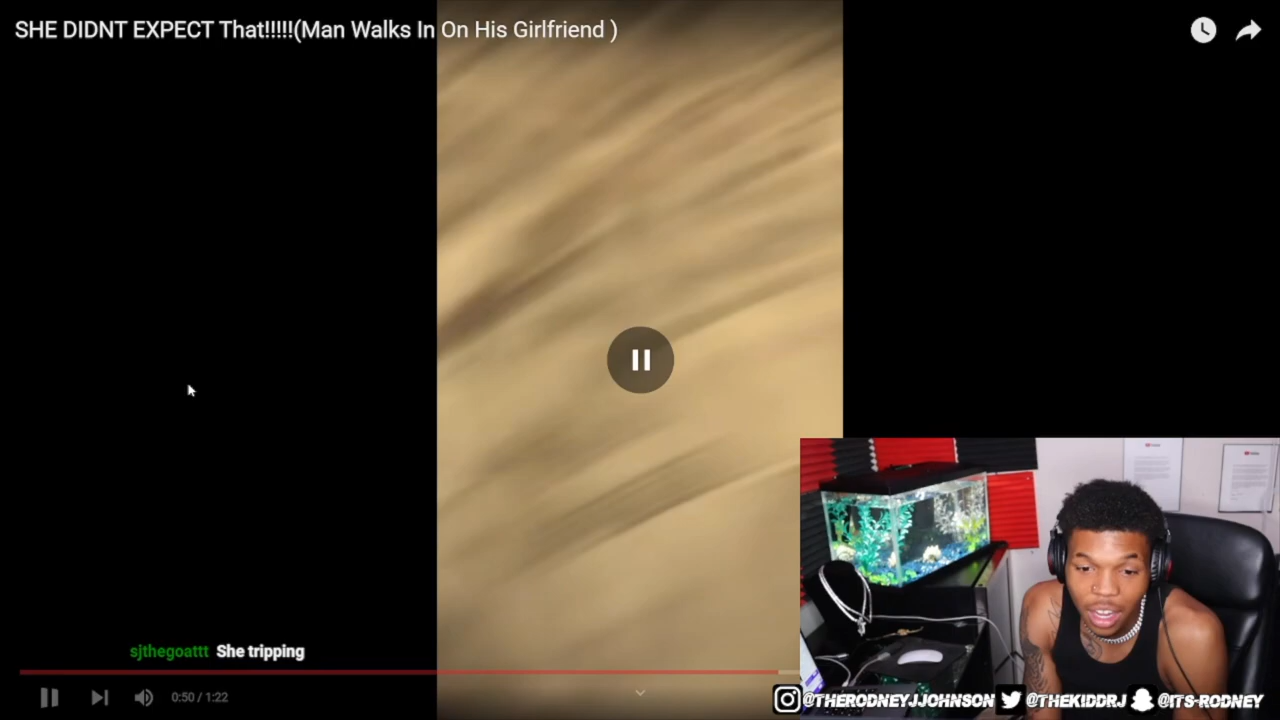 SHE DIDNT EXPECT That!!!!!(Man Walks In On His Girlfriend )
sjthegoattt She tripping
0:50 / 1:22
@THERODNEYJJOHNSON @THEKIDDRJ @ITS-RODNEY